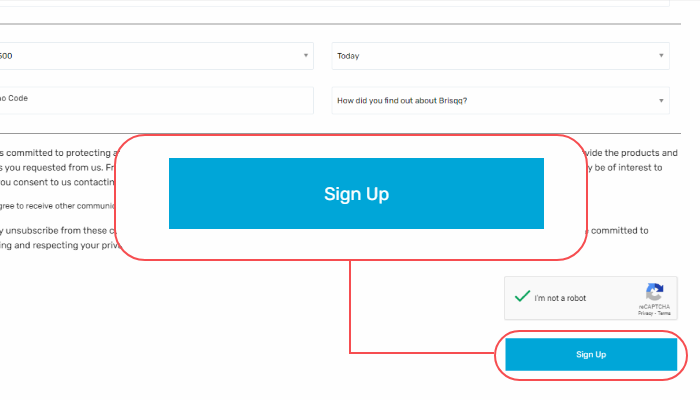 500
Today
no Code
How did you find out about Brisqq?
s committed to protecting a
vide the products and
s you requested from us. Fr
y be of interest to
ou consent to us contactin
Sign Up
gree to receive other communic
y unsubscribe from these c
committed to
ing and respecting your priv
I'm not a robot
reCAPTCHA
Privacy - Terms
Sign Up